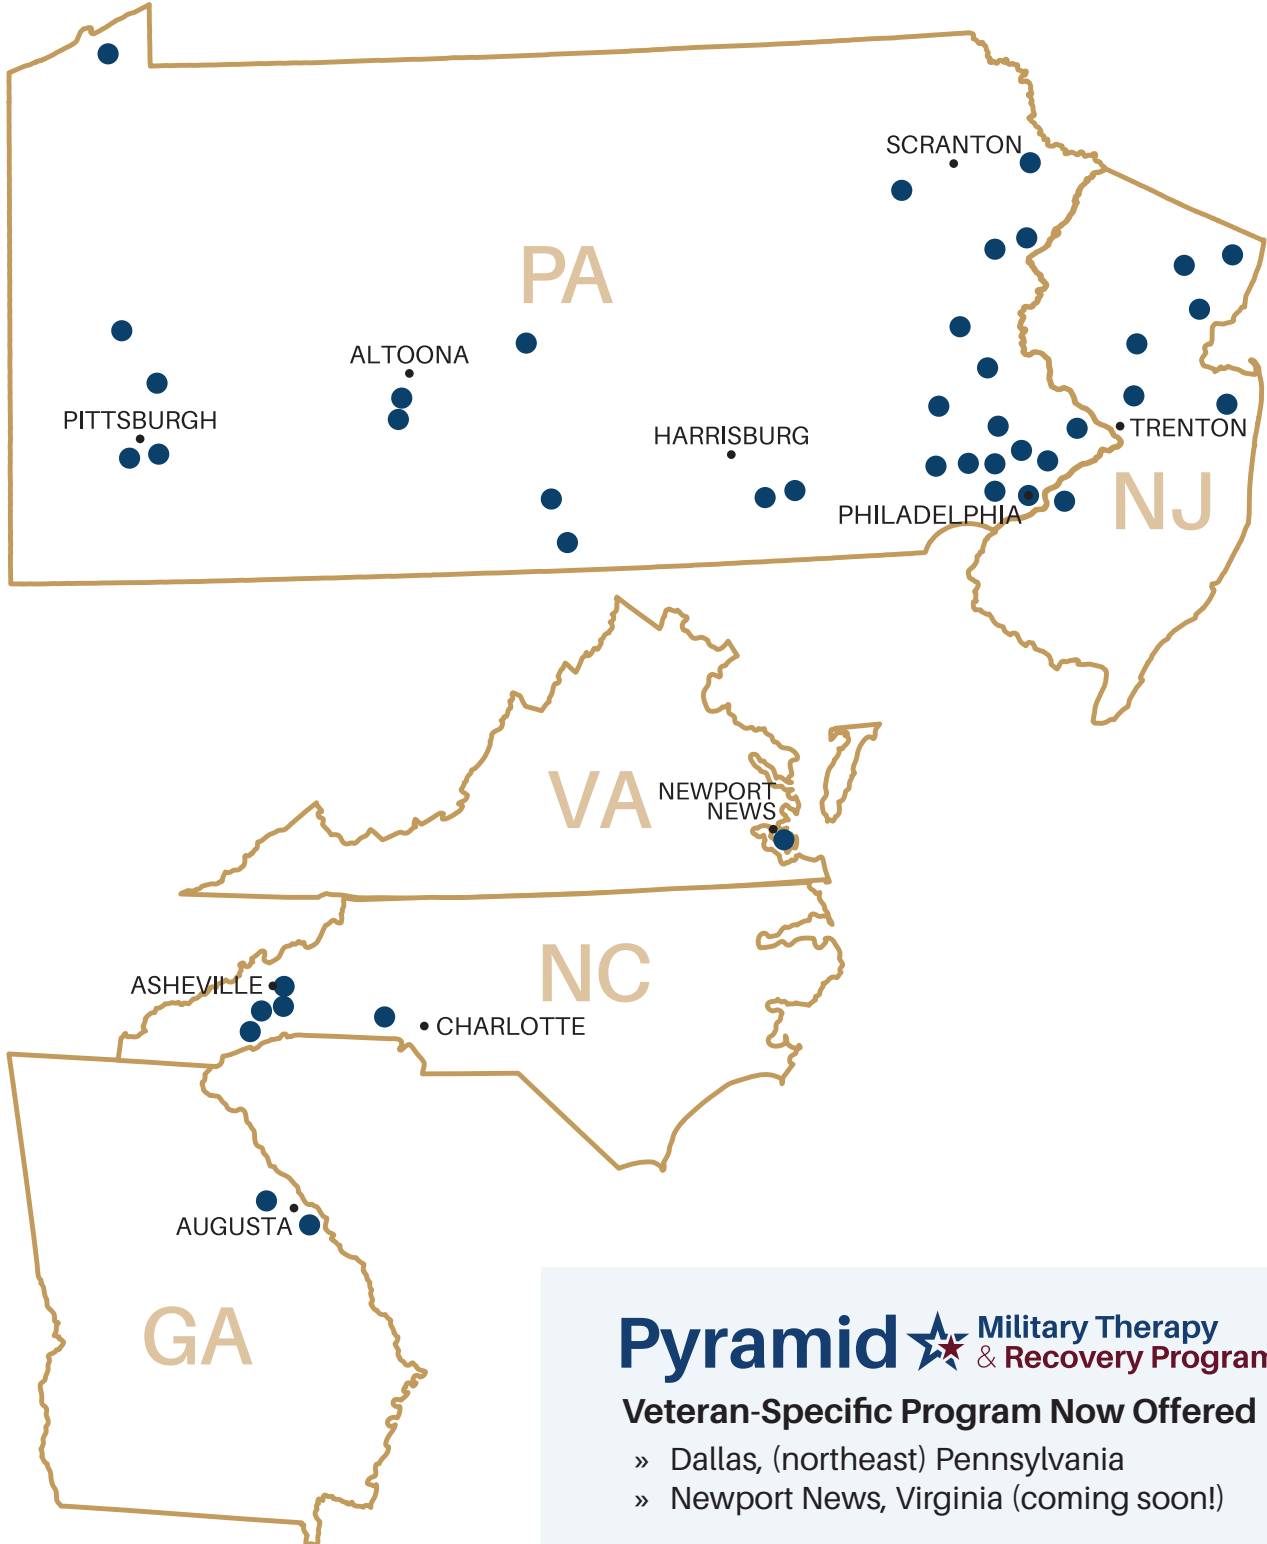 SCRANTON
PA
ALTOONA
PITTSBURGH
HARRISBURG
TRENTON
NJ
PHILADELPHIA
VA
NEWPORT
NEWS
NC
ASHEVILLE
CHARLOTTE
AUGUSTA
GA
Pyramid Military Therapy
& Recovery Program
Veteran-Specific Program Now Offered
» Dallas, (northeast) Pennsylvania
» Newport News, Virginia (coming soon!)